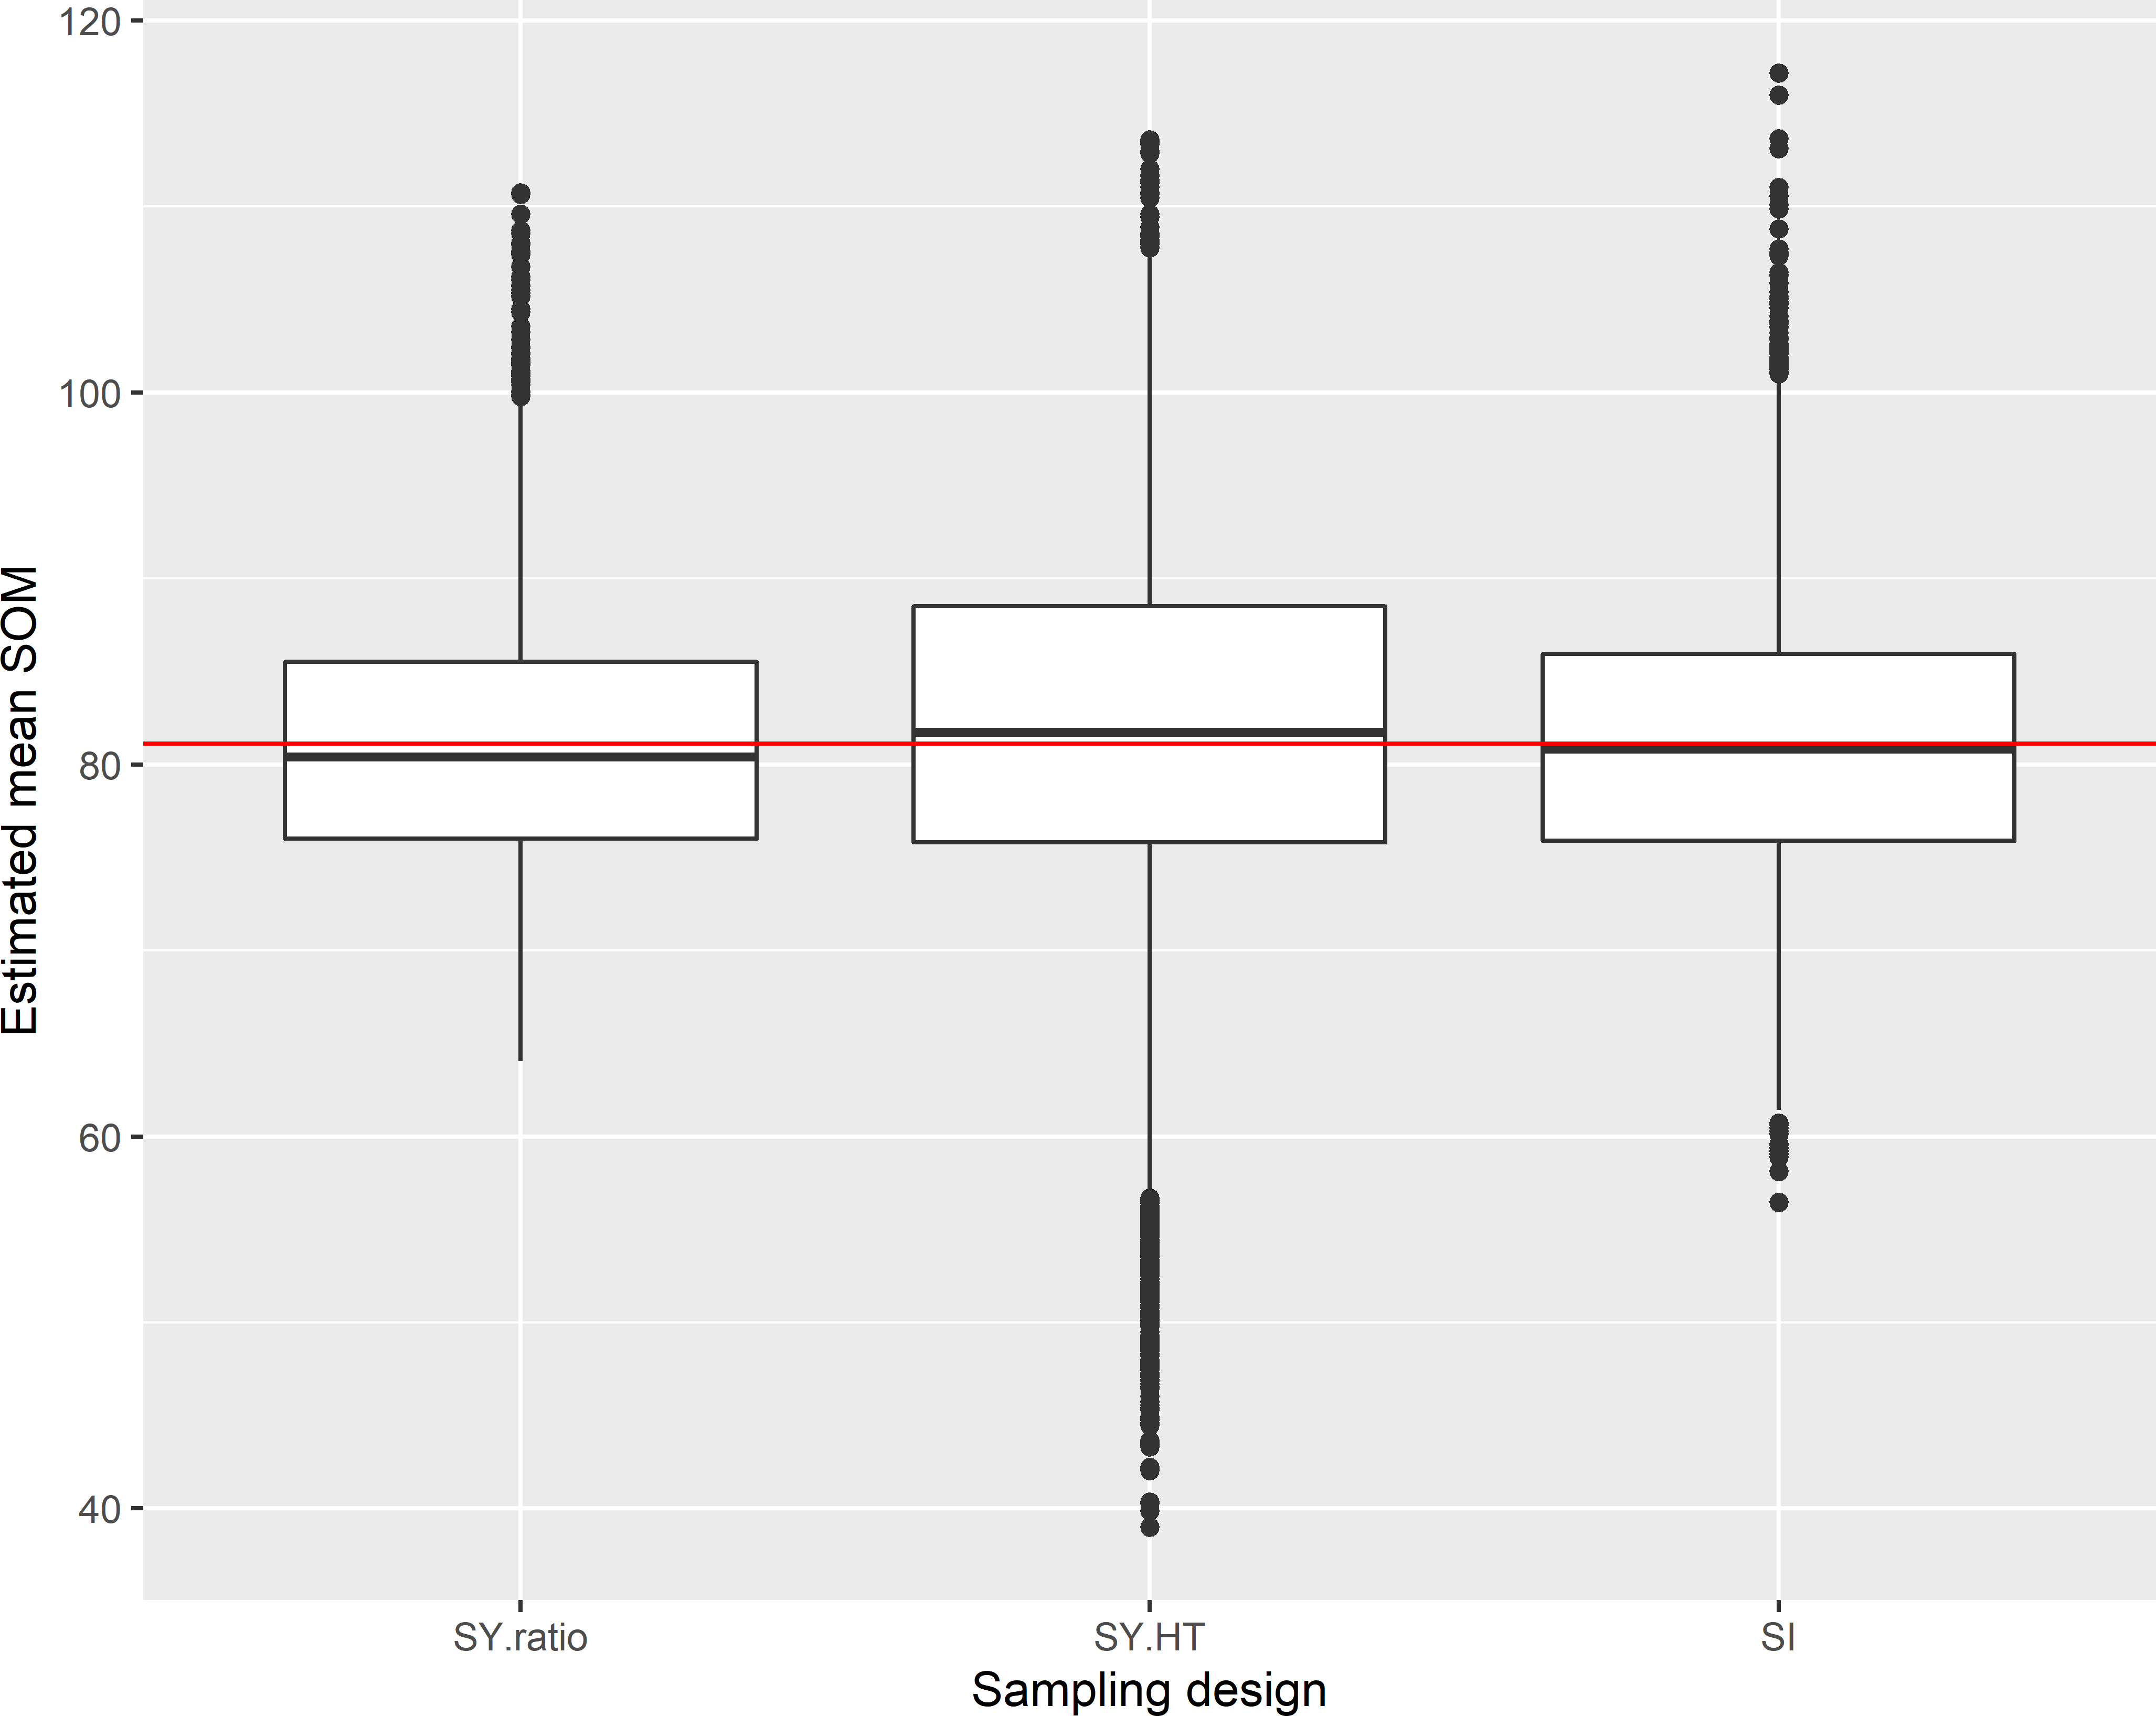 Estimated mean SOM
120
100
80
60
40
SY.ratio
SY.HT
SI
Sampling design